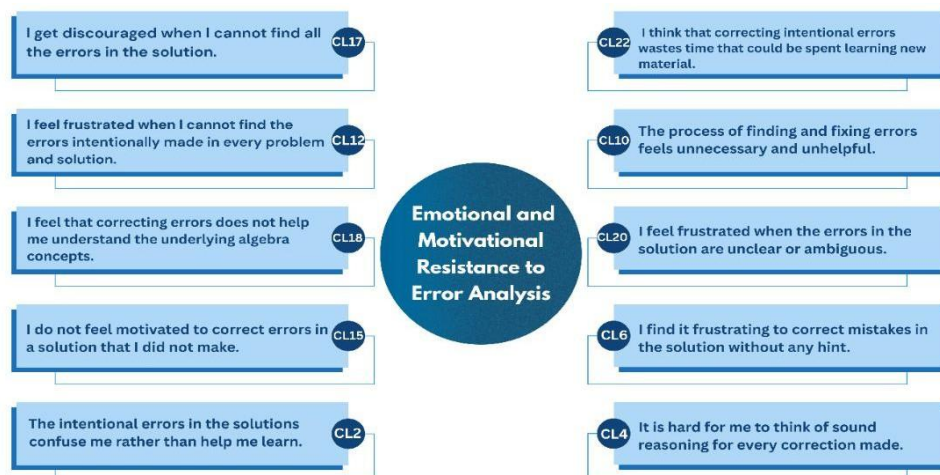 I get discouraged when I cannot find all
the errors in the solution.
CL17
I feel frustrated when I cannot find the
errors intentionally made in every problem
and solution.
CL12
I feel that correcting errors does not help
me understand the underlying algebra
concepts.
CL18
I do not feel motivated to correct errors in
a solution that I did not make.
CL15
The intentional errors in the solutions
confuse me rather than help me learn.
CL2
Emotional and
Motivational
Resistance to
Error Analysis
CL22
I think that correcting intentional errors
wastes time that could be spent learning new
material.
CL10
The process of finding and fixing errors
feels unnecessary and unhelpful.
CL20
I feel frustrated when the errors in the
solution are unclear or ambiguous.
CL6
I find it frustrating to correct mistakes in
the solution without any hint.
CL4
It is hard for me to think of sound
reasoning for every correction made.